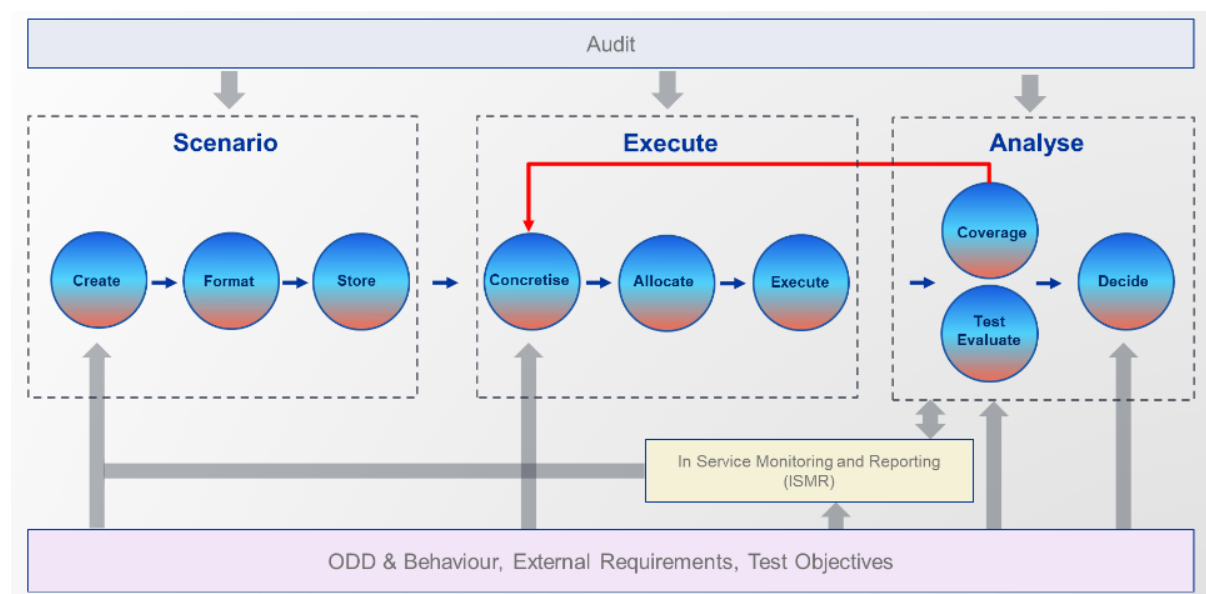 Audit
Scenario
Execute
Analyse
Create
Format
Store
Concretise
Allocate
Execute
Coverage
Test
Evaluate
Decide
In Service Monitoring and Reporting
(ISMR)
ODD & Behaviour, External Requirements, Test Objectives